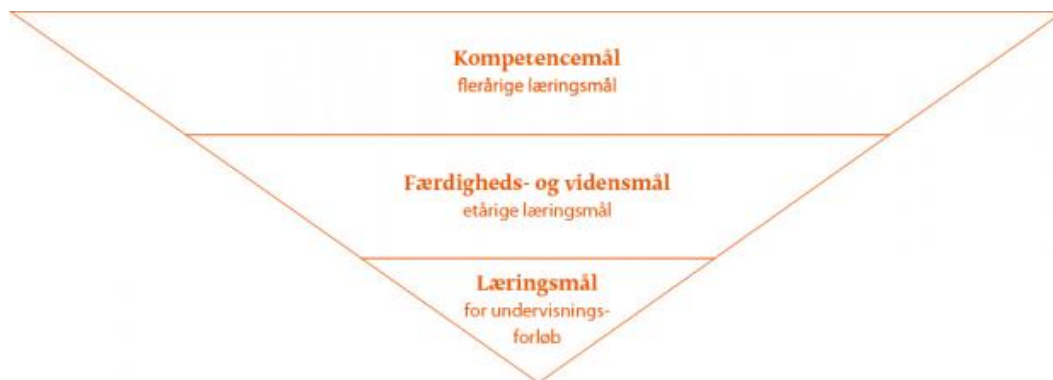 Kompetencemål
flerårige læringsmål
Færdigheds- og vidensmål
etårige læringsmål
Læringsmål
for undervisnings-
forløb